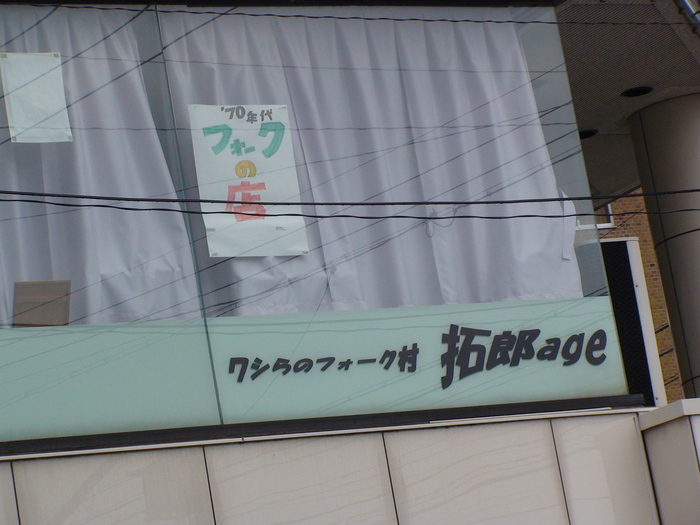 '70年代
フォーク
の
店
ワシらのフォーク村 拓郎age